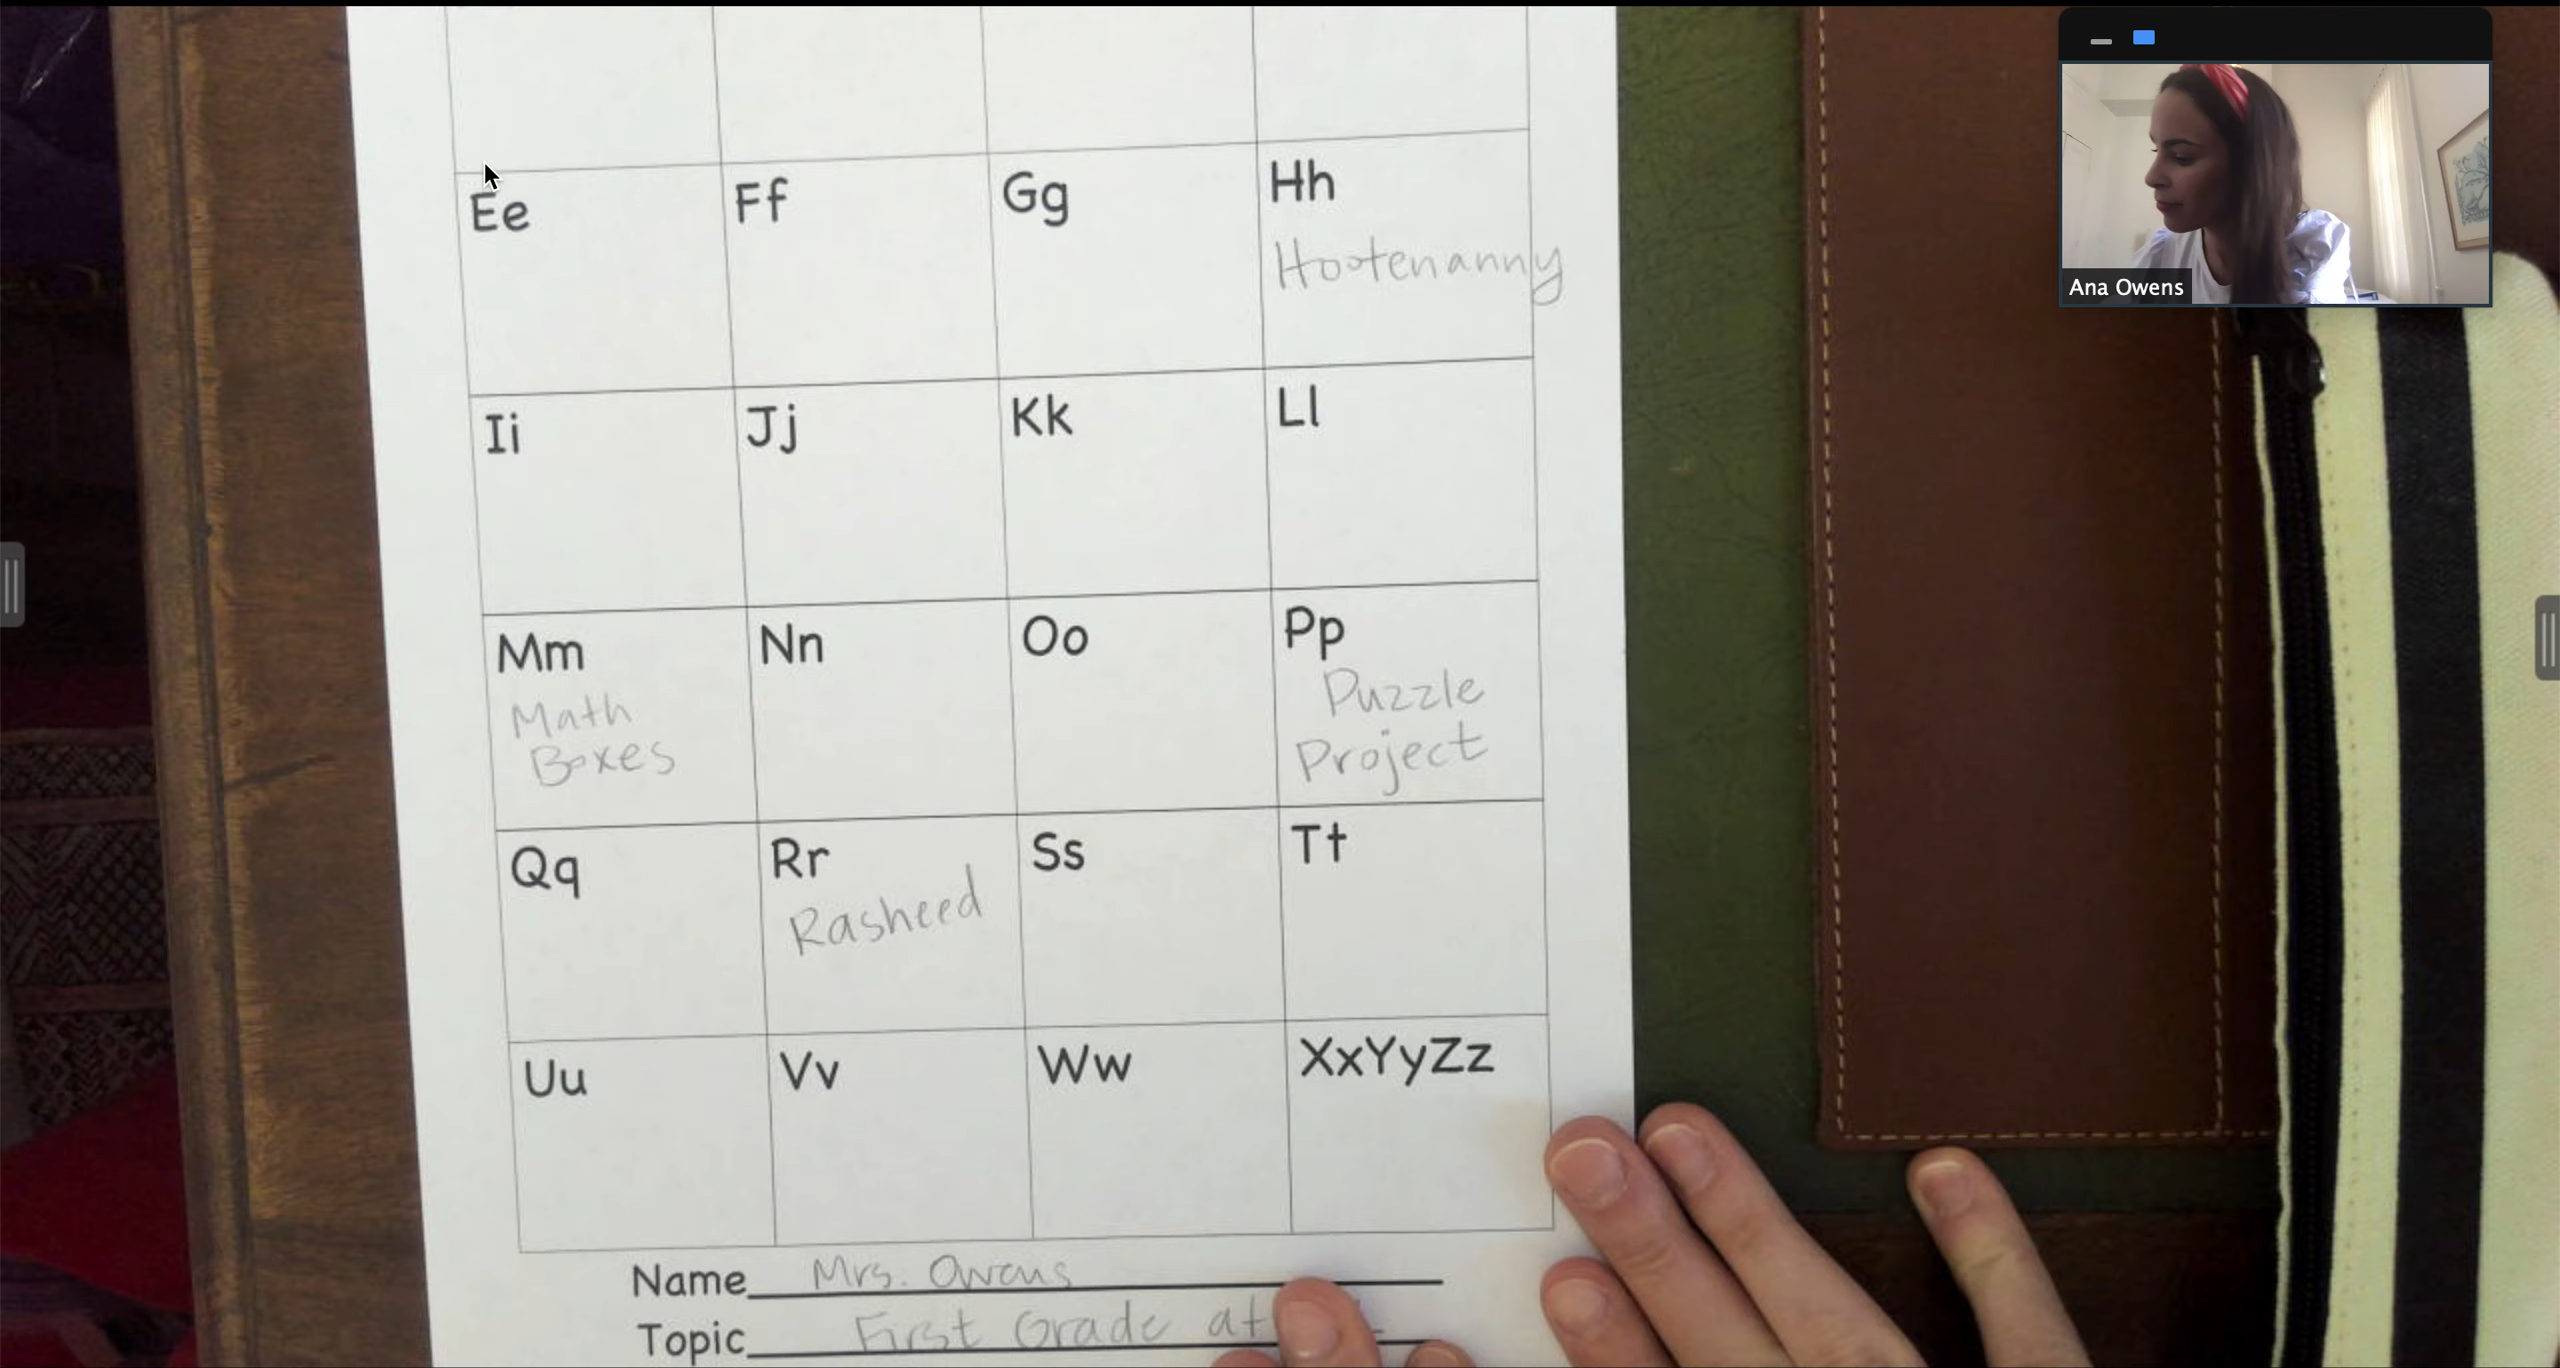 Ana Owens
Ee Ff Gg Hh
Hootenanny
Ii Jj Kk Ll
Mm Nn Oo Pp
Math
Boxes
Puzzle
Project
Qq Rr Ss Tt
Rasheed
Uu Vv Ww XxYyZz
Name Mrs. Owens
Topic First Grade at